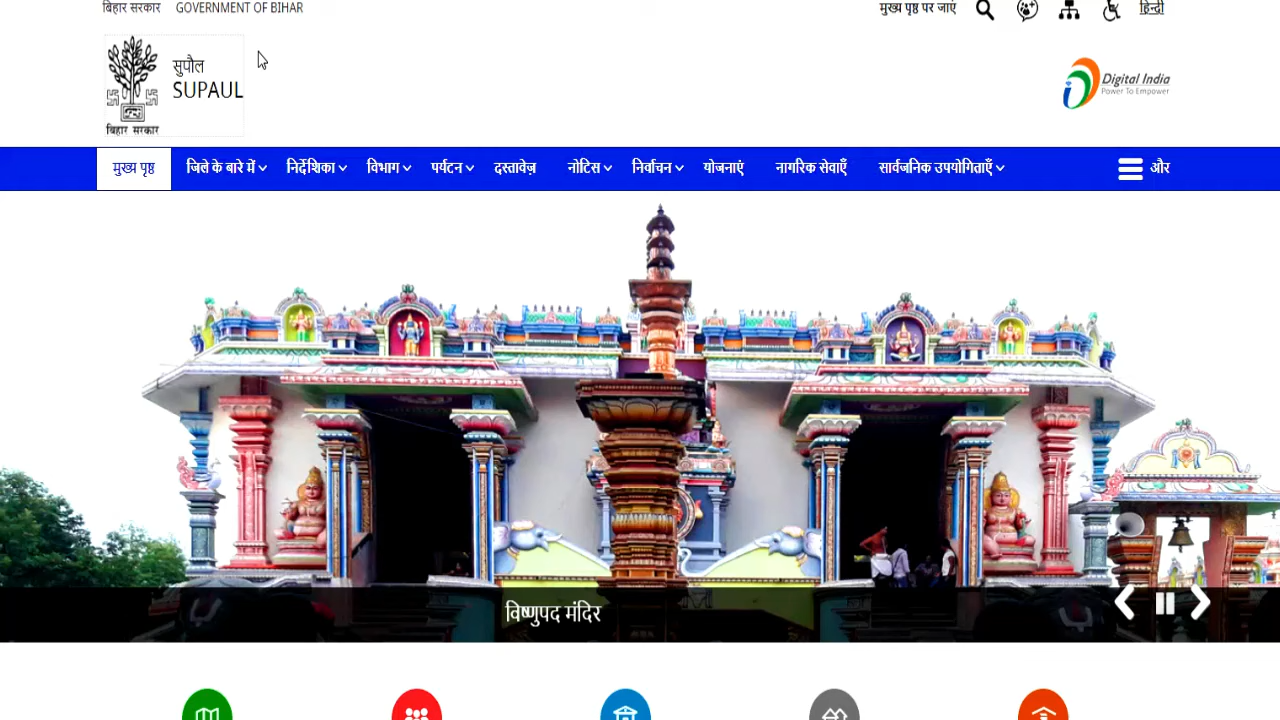 बिहार सरकार GOVERNMENT OF BIHAR
मुख्य पृष्ठ पर जाएं
हिन्दी
सुपौल
SUPAUL
बिहार सरकार
Digital India
Power To Empower
मुख्य पृष्ठ जिले के बारे में निर्देशिका विभाग पर्यटन दस्तावेज़ नोटिस निर्वाचन योजनाएं नागरिक सेवाएँ सार्वजनिक उपयोगिताएँ और
विष्णुपद मंदिर